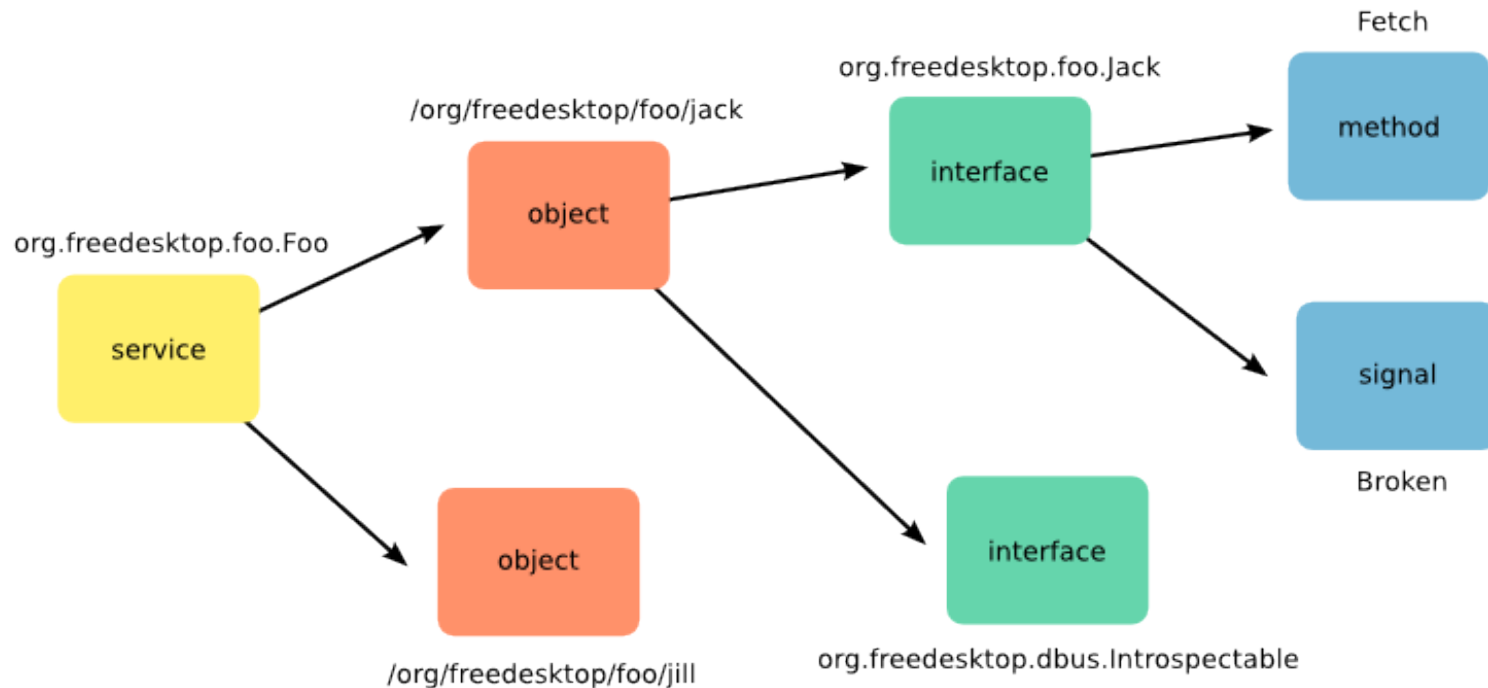 Fetch
org.freedesktop.foo.Jack
method
/org/freedesktop/foo/jack
interface
object
org.freedesktop.foo.Foo
service
signal
Broken
interface
object
org.freedesktop.dbus.Introspectable
/org/freedesktop/foo/jill